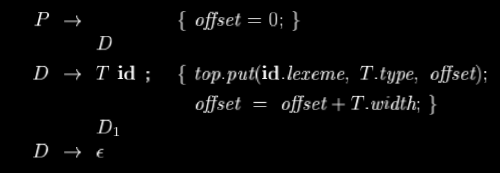 P → { offset = 0; }
D
D → T id ; { top.put(id.lexeme, T.type, offset);
offset = offset + T.width; }
D₁
D → ϵ